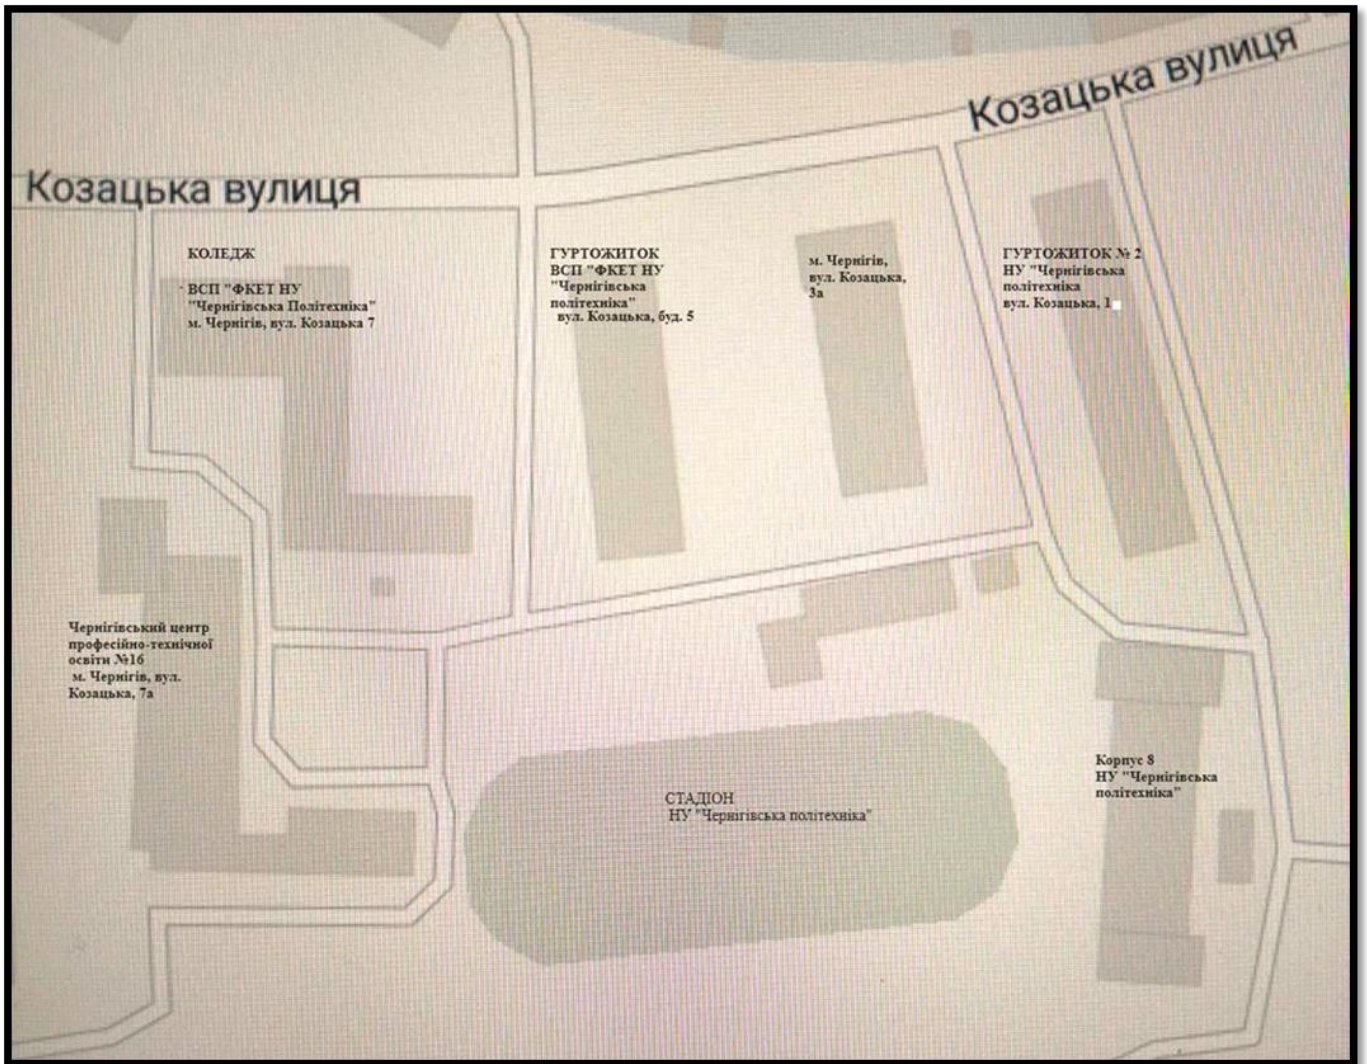 Козацька вулиця
Козацька вулиця
КОЛЕДЖ
ВСП "ФКЕТ НУ
"Чернігівська Політехніка"
м. Чернігів, вул. Козацька 7
ГУРТОЖИТОК
ВСП "ФКЕТ НУ
"Чернігівська
політехніка"
вул. Козацька, буд. 5
м. Чернігів,
вул. Козацька,
3а
ГУРТОЖИТОК № 2
НУ "Чернігівська
політехніка
вул. Козацька, 1
Чернігівський центр
професійно-технічної
освіти №16
м. Чернігів, вул.
Козацька, 7а
СТАДІОН
НУ "Чернігівська політехніка"
Корпус 8
НУ "Чернігівська
політехніка"